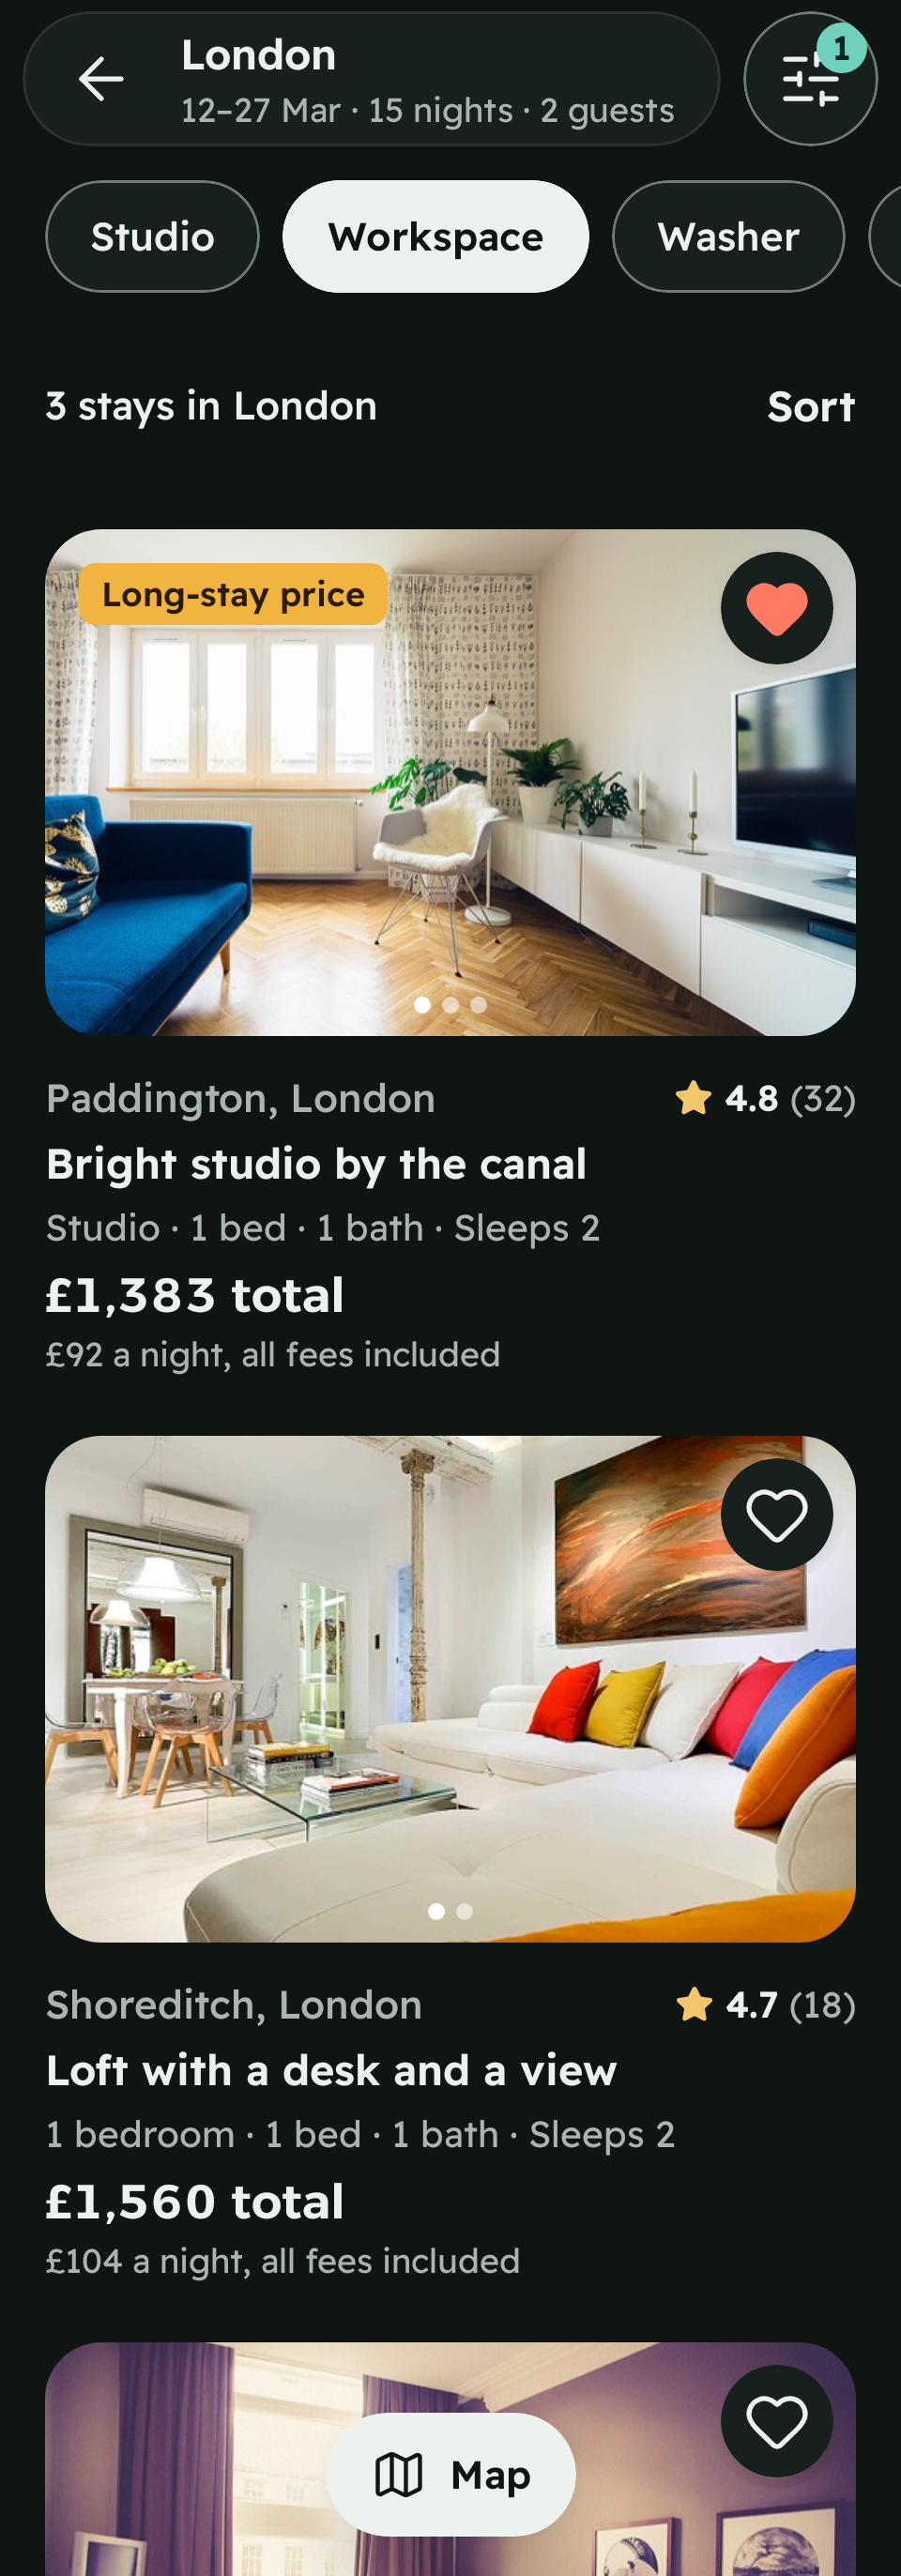 London
12–27 Mar · 15 nights · 2 guests
1
Studio
Workspace
Washer
3 stays in London
Sort
Long-stay price
Paddington, London
4.8 (32)
Bright studio by the canal
Studio · 1 bed · 1 bath · Sleeps 2
£1,383 total
£92 a night, all fees included
Shoreditch, London
4.7 (18)
Loft with a desk and a view
1 bedroom · 1 bed · 1 bath · Sleeps 2
£1,560 total
£104 a night, all fees included
Map